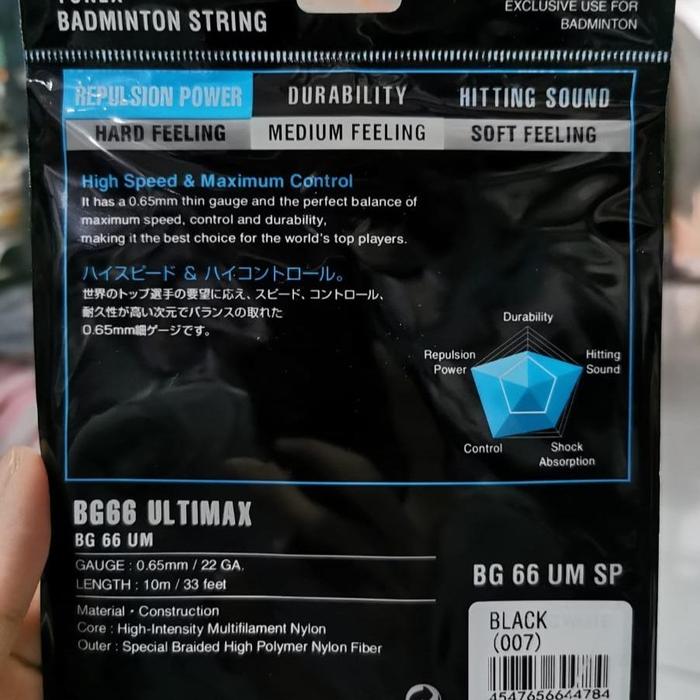 YONEX
BADMINTON STRING
EXCLUSIVE USE FOR
BADMINTON
REPULSION POWER
DURABILITY
HITTING SOUND
HARD FEELING
MEDIUM FEELING
SOFT FEELING
High Speed & Maximum Control
It has a 0.65mm thin gauge and the perfect balance of
maximum speed, control and durability,
making it the best choice for the world's top players.
ハイスピード & ハイコントロール。
世界のトップ選手の要望に応え、スピード、コントロール、
耐久性が高い次元でバランスの取れた
0.65mm細ゲージです。
Durability
Repulsion
Power
Hitting
Sound
Control
Shock
Absorption
BG66 ULTIMAX
BG 66 UM
GAUGE : 0.65mm / 22 GA.
LENGTH : 10m / 33 feet
Material・Construction
Core : High-Intensity Multifilament Nylon
Outer : Special Braided High Polymer Nylon Fiber
BG 66 UM SP
BLACK
(007)
4547656644784